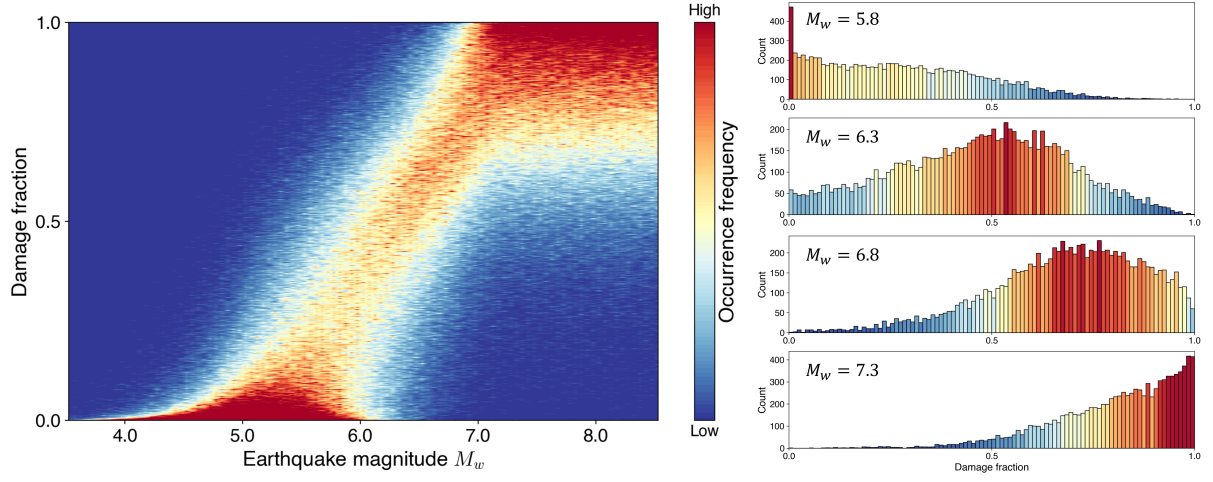 1.0
0.5
0.0
Damage fraction
4.0 5.0 6.0 7.0 8.0
Earthquake magnitude M_w
High
Occurrence frequency
Low
M_w = 5.8
Count
400
300
200
100
0
0.0 0.5 1.0
M_w = 6.3
Count
200
150
100
50
0
0.0 0.5 1.0
M_w = 6.8
Count
200
150
100
50
0
0.0 0.5 1.0
M_w = 7.3
Count
400
300
200
100
0
0.0 0.5 1.0
Damage fraction